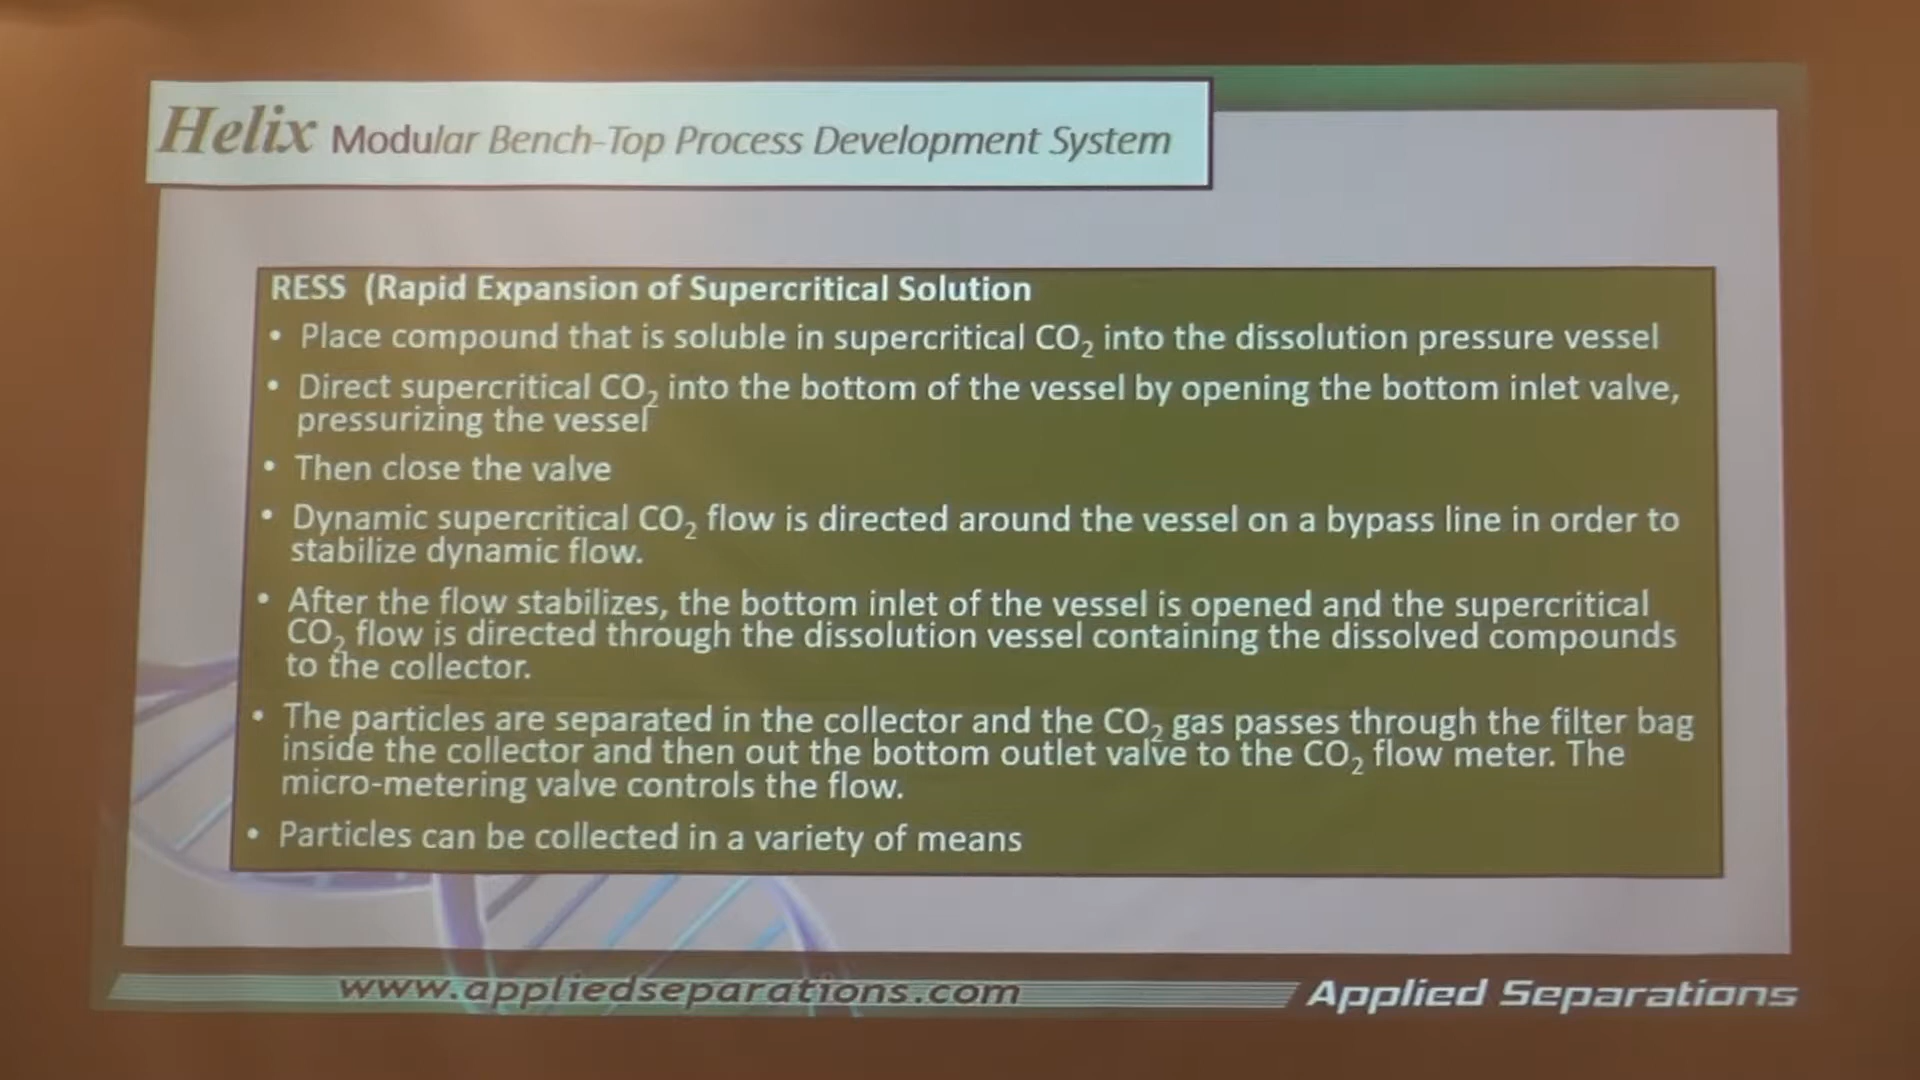 Helix Modular Bench-Top Process Development System
RESS (Rapid Expansion of Supercritical Solution
• Place compound that is soluble in supercritical CO₂ into the dissolution pressure vessel
• Direct supercritical CO₂ into the bottom of the vessel by opening the bottom inlet valve,
pressurizing the vessel
• Then close the valve
• Dynamic supercritical CO₂ flow is directed around the vessel on a bypass line in order to
stabilize dynamic flow.
• After the flow stabilizes, the bottom inlet of the vessel is opened and the supercritical
CO₂ flow is directed through the dissolution vessel containing the dissolved compounds
to the collector.
• The particles are separated in the collector and the CO₂ gas passes through the filter bag
inside the collector and then out the bottom outlet valve to the CO₂ flow meter. The
micro-metering valve controls the flow.
• Particles can be collected in a variety of means
www.appliedseparations.com
Applied Separations